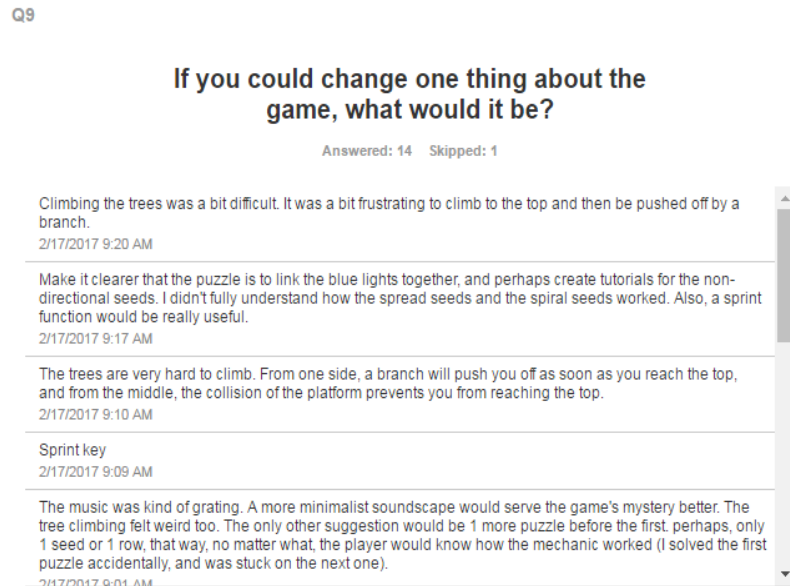 Q9
If you could change one thing about the
game, what would it be?
Answered: 14 Skipped: 1
Climbing the trees was a bit difficult. It was a bit frustrating to climb to the top and then be pushed off by a
branch.
2/17/2017 9:20 AM
Make it clearer that the puzzle is to link the blue lights together, and perhaps create tutorials for the non-
directional seeds. I didn't fully understand how the spread seeds and the spiral seeds worked. Also, a sprint
function would be really useful.
2/17/2017 9:17 AM
The trees are very hard to climb. From one side, a branch will push you off as soon as you reach the top,
and from the middle, the collision of the platform prevents you from reaching the top.
2/17/2017 9:10 AM
Sprint key
2/17/2017 9:09 AM
The music was kind of grating. A more minimalist soundscape would serve the game's mystery better. The
tree climbing felt weird too. The only other suggestion would be 1 more puzzle before the first. perhaps, only
1 seed or 1 row, that way, no matter what, the player would know how the mechanic worked (I solved the first
puzzle accidentally, and was stuck on the next one).
2/17/2017 9:01 AM